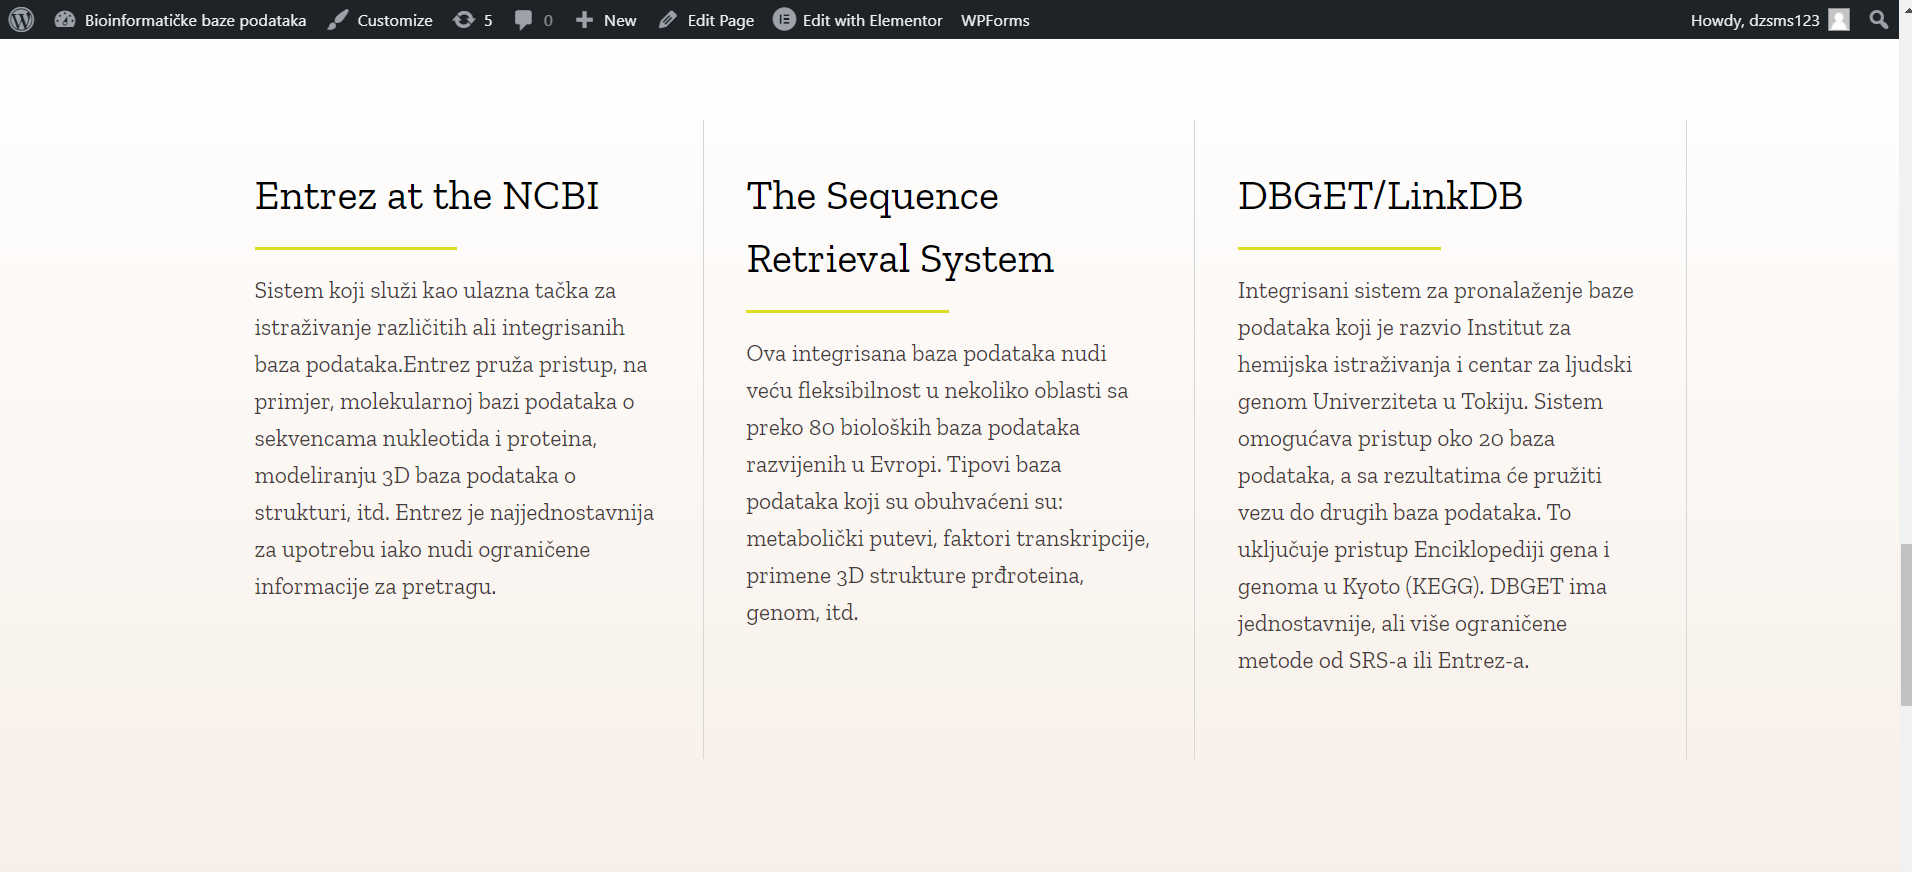 Bioinformatičke baze podataka Customize 5 0 New Edit Page Edit with Elementor WPForms Howdy, dzsms123
Entrez at the NCBI
Sistem koji služi kao ulazna tačka za
istraživanje različitih ali integrisanih
baza podataka.Entrez pruža pristup, na
primjer, molekularnoj bazi podataka o
sekvencama nukleotida i proteina,
modeliranju 3D baza podataka o
strukturi, itd. Entrez je najjednostavnija
za upotrebu iako nudi ograničene
informacije za pretragu.
The Sequence
Retrieval System
Ova integrisana baza podataka nudi
veću fleksibilnost u nekoliko oblasti sa
preko 80 bioloških baza podataka
razvijenih u Evropi. Tipovi baza
podataka koji su obuhvaćeni su:
metabolički putevi, faktori transkripcije,
primene 3D strukture prđroteina,
genom, itd.
DBGET/LinkDB
Integrisani sistem za pronalaženje baze
podataka koji je razvio Institut za
hemijska istraživanja i centar za ljudski
genom Univerziteta u Tokiju. Sistem
omogućava pristup oko 20 baza
podataka, a sa rezultatima će pružiti
vezu do drugih baza podataka. To
uključuje pristup Enciklopediji gena i
genoma u Kyoto (KEGG). DBGET ima
jednostavnije, ali više ograničene
metode od SRS-a ili Entrez-a.